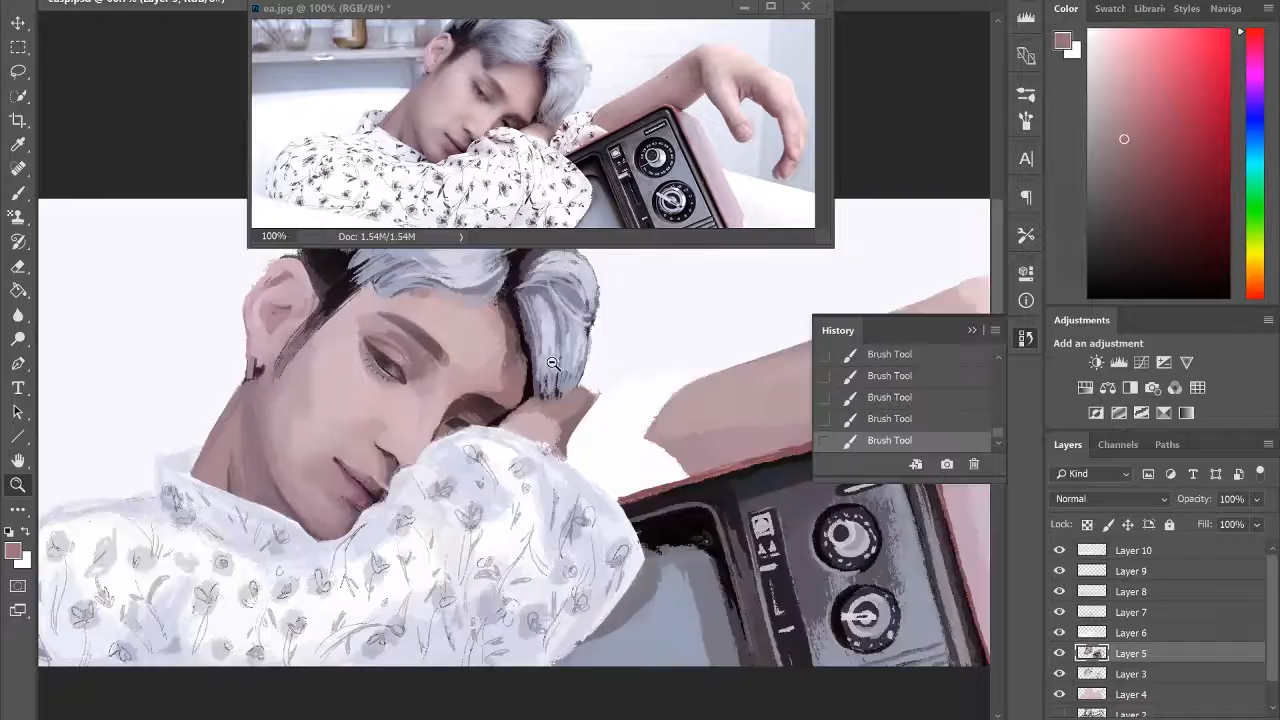 ea.jpg @ 100% (RGB/8#) *
Color
Swatch
Librari
Styles
Naviga
100%
Doc: 1.54M/1.54M
History
Brush Tool
Brush Tool
Brush Tool
Brush Tool
Brush Tool
Adjustments
Add an adjustment
Layers
Channels
Paths
Kind
Normal
Opacity: 100%
Lock:
Fill: 100%
Layer 10
Layer 9
Layer 8
Layer 7
Layer 6
Layer 5
Layer 3
Layer 4
Layer 2